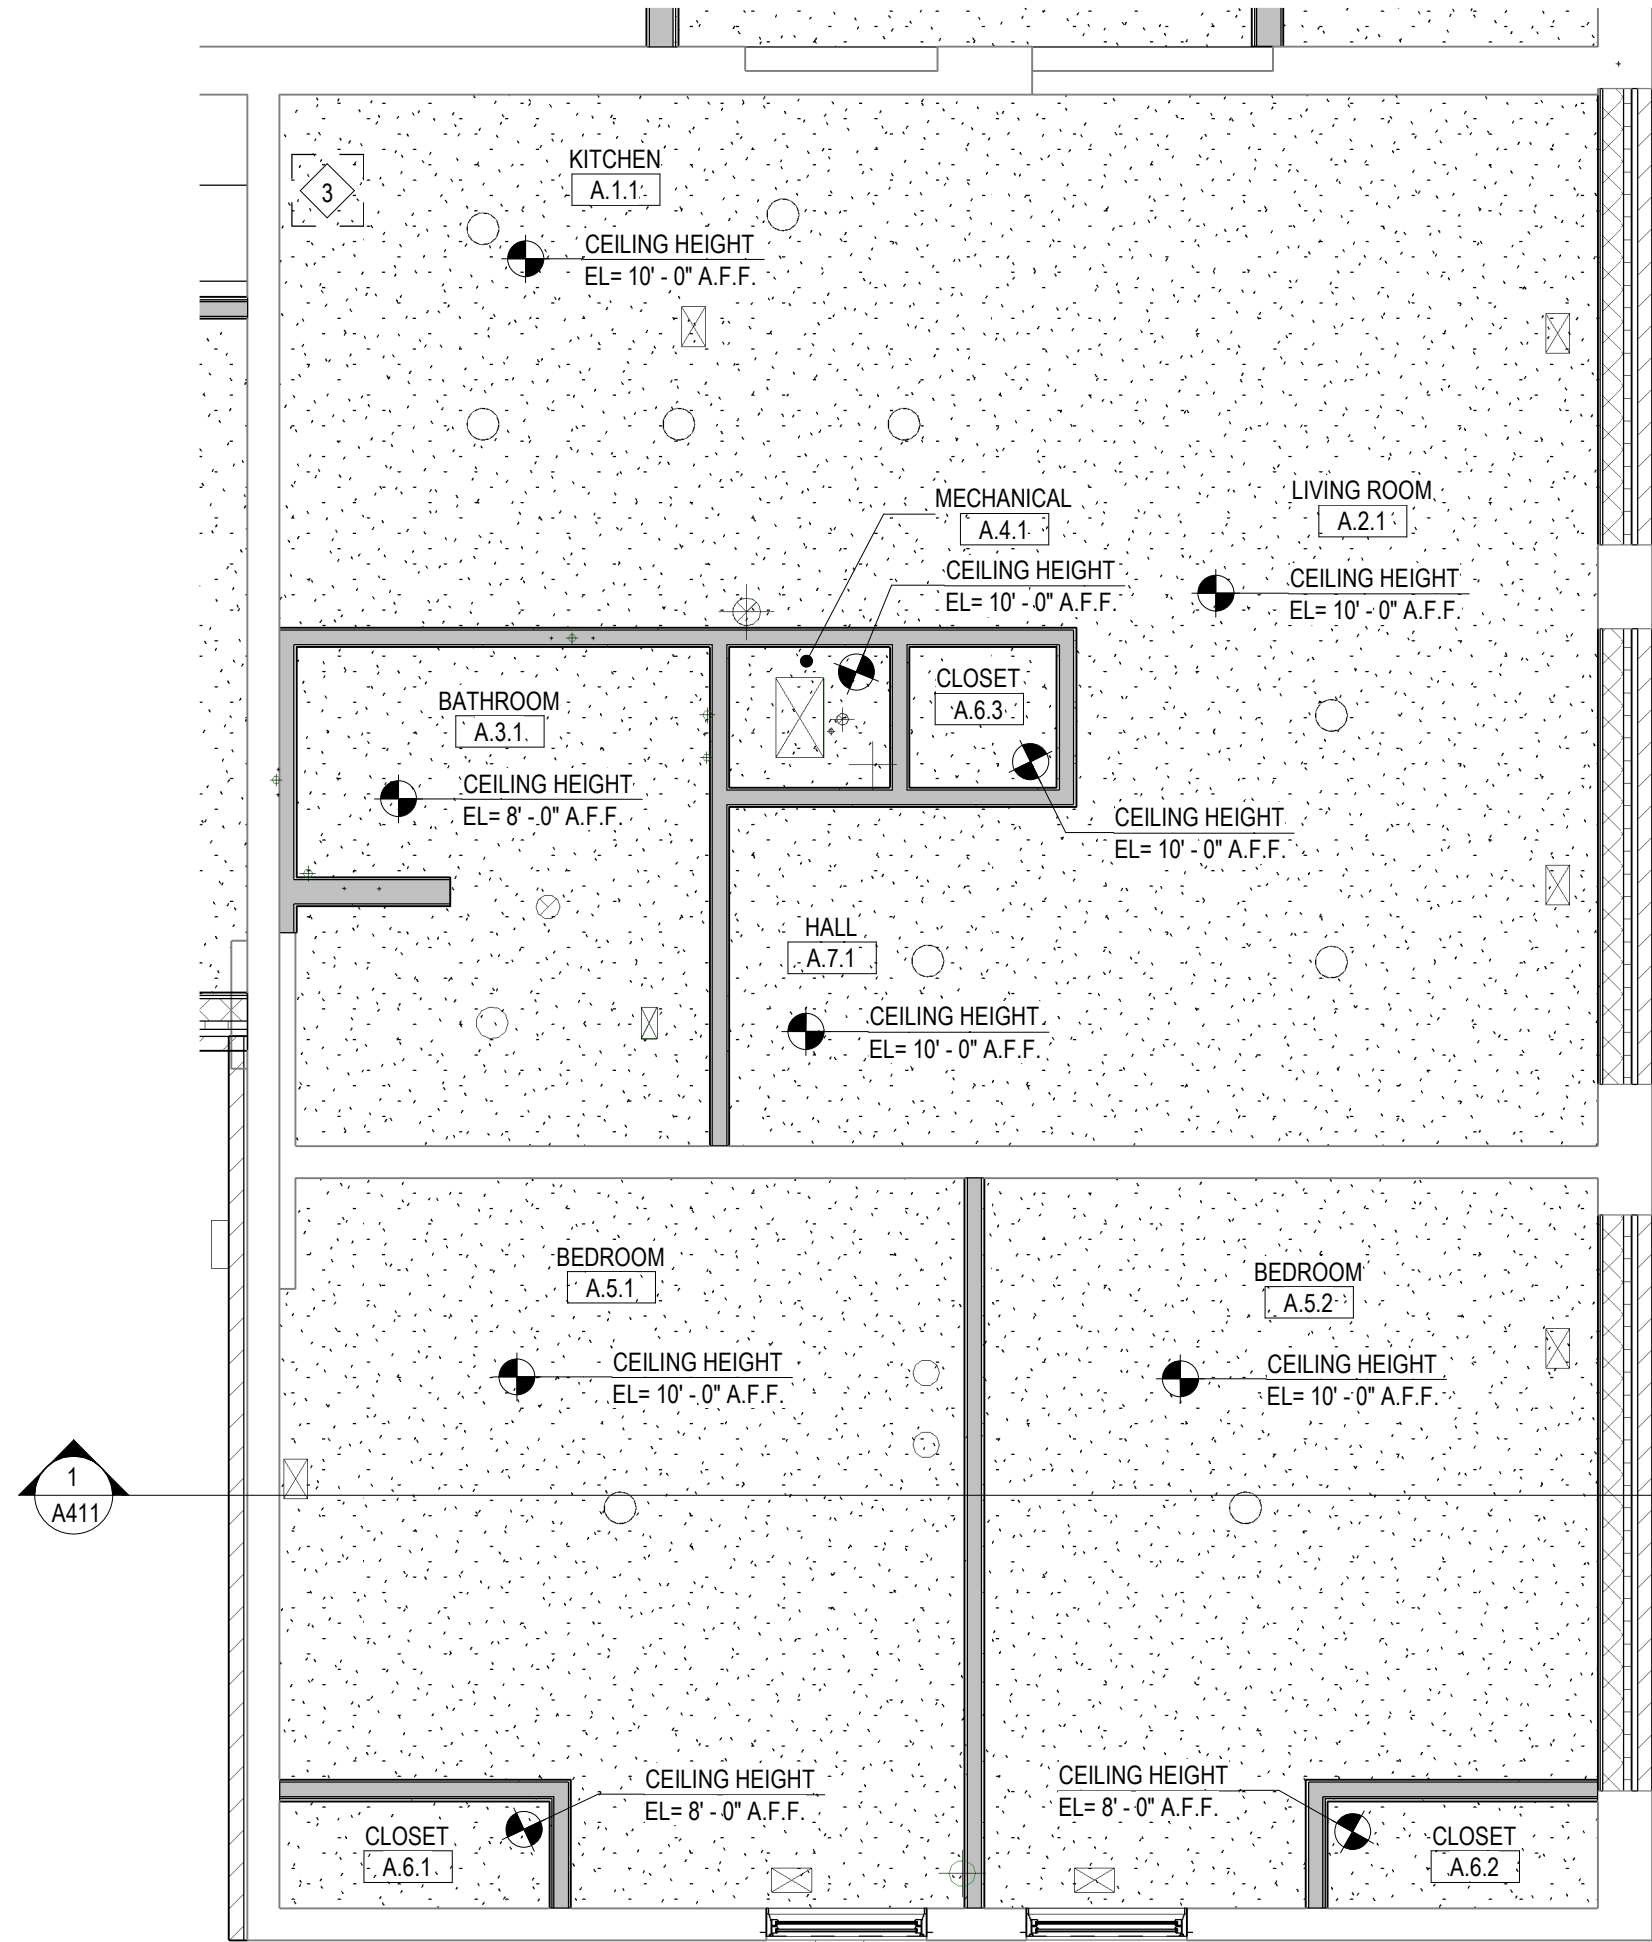 KITCHEN
A.1.1
3
CEILING HEIGHT
EL= 10' - 0" A.F.F.
MECHANICAL
A.4.1
CEILING HEIGHT
EL= 10' - 0" A.F.F.
LIVING ROOM
A.2.1
CEILING HEIGHT
EL= 10' - 0" A.F.F.
BATHROOM
A.3.1
CEILING HEIGHT
EL= 8' - 0" A.F.F.
CLOSET
A.6.3
CEILING HEIGHT
EL= 10' - 0" A.F.F.
HALL
A.7.1
CEILING HEIGHT
EL= 10' - 0" A.F.F.
BEDROOM
A.5.1
CEILING HEIGHT
EL= 10' - 0" A.F.F.
BEDROOM
A.5.2
CEILING HEIGHT
EL= 10' - 0" A.F.F.
1
A411
CEILING HEIGHT
EL= 8' - 0" A.F.F.
CLOSET
A.6.1
CEILING HEIGHT
EL= 8' - 0" A.F.F.
CLOSET
A.6.2